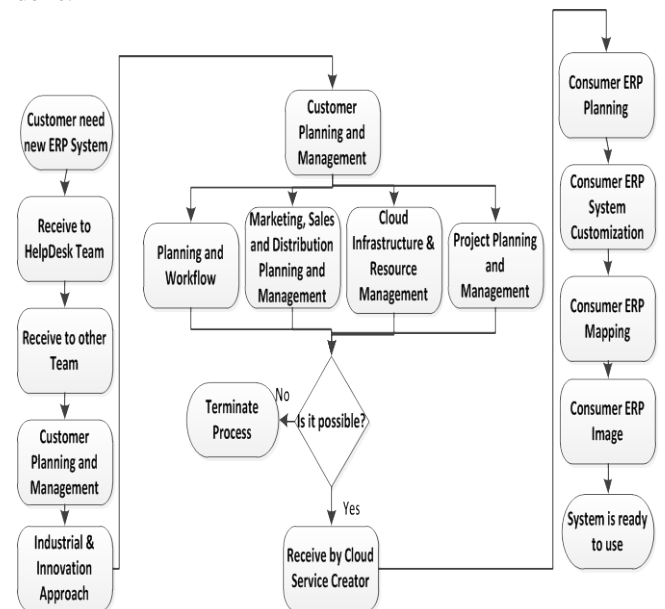 Customer need
new ERP System
Receive to
HelpDesk Team
Receive to other
Team
Customer
Planning and
Management
Industrial &
Innovation
Approach
Customer
Planning and
Management
Planning and
Workflow
Marketing, Sales
and Distribution
Planning and
Management
Cloud
Infrastructure &
Resource
Management
Project Planning
and
Management
Is it possible?
No
Terminate
Process
Yes
Receive by Cloud
Service Creator
Consumer ERP
Planning
Consumer ERP
System
Customization
Consumer ERP
Mapping
Consumer ERP
Image
System is ready
to use